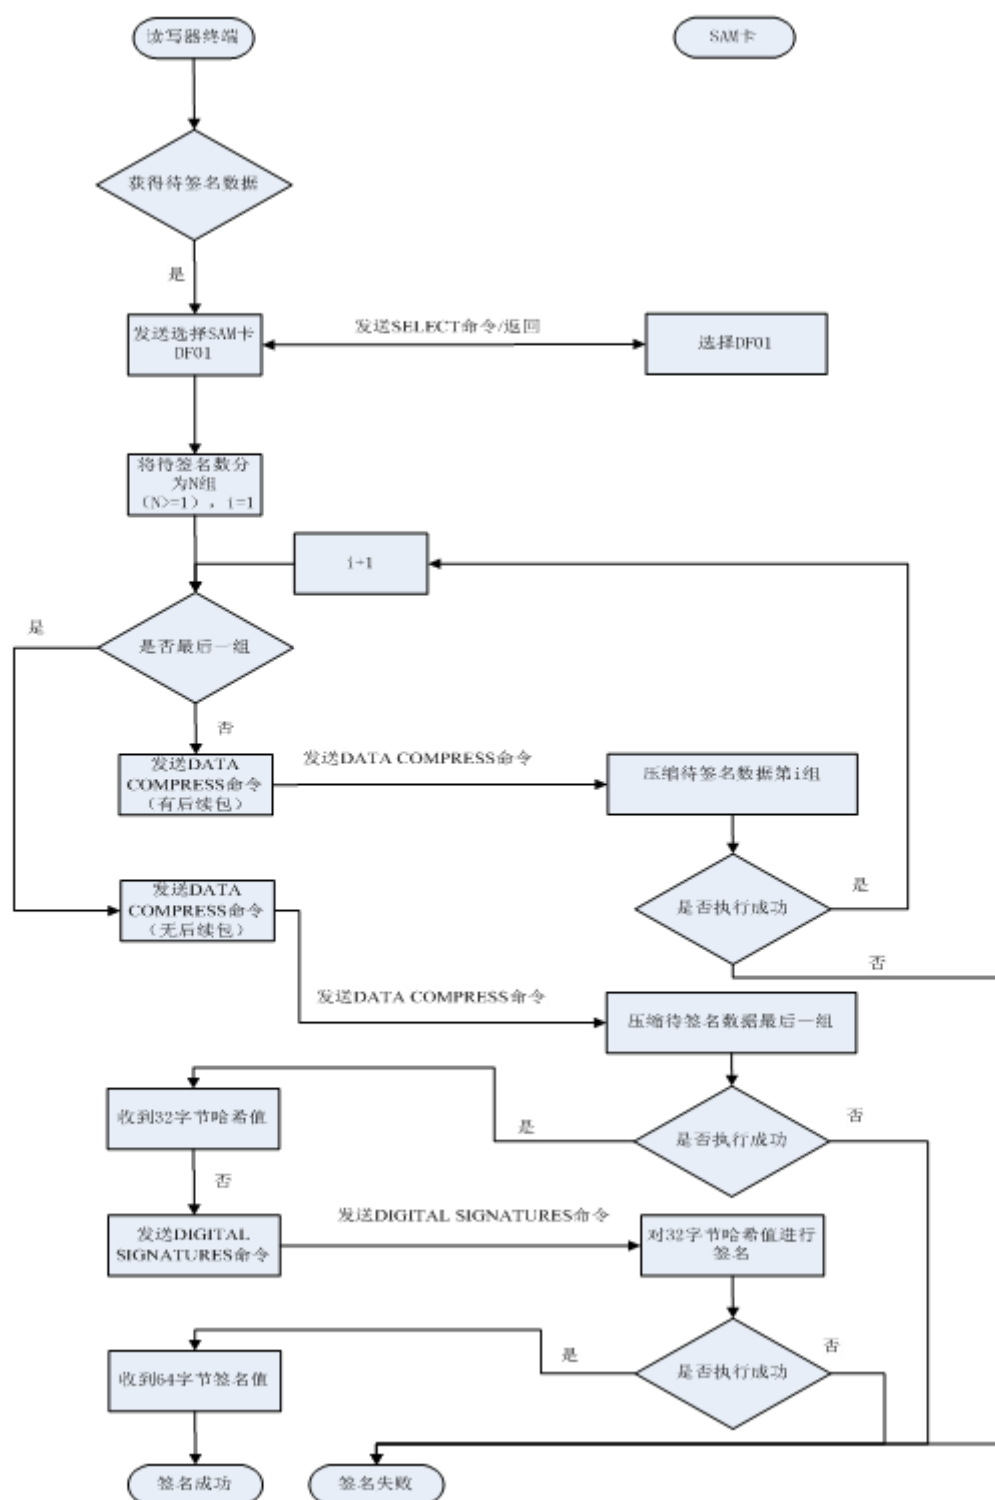 读写器终端
SAM卡
获得待签名数据
是
发送选择SAM卡
DF01
发送SELECT命令/返回
选择DF01
将待签名数分
为N组
（N>=1），i=1
i+1
是
是否最后一组
否
发送DATA
COMPRESS命令
（有后续包）
发送DATA COMPRESS命令
压缩待签名数据第i组
是否执行成功
是
否
发送DATA
COMPRESS命令
（无后续包）
发送DATA COMPRESS命令
压缩待签名数据最后一组
是否执行成功
否
是
收到32字节哈希值
否
发送DIGITAL
SIGNATURES命令
发送DIGITAL SIGNATURES命令
对32字节哈希值进行
签名
是否执行成功
否
是
收到64字节签名值
签名成功
签名失败